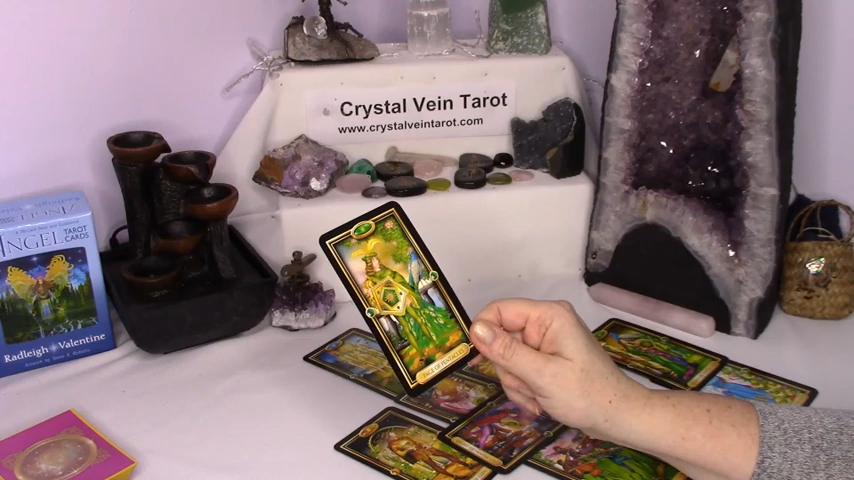 Crystal Vein Tarot
www.crystalveintarot.com
ANGEL TAROT
CARDS
Radleigh Valentine
PAGE OF PENTACLES